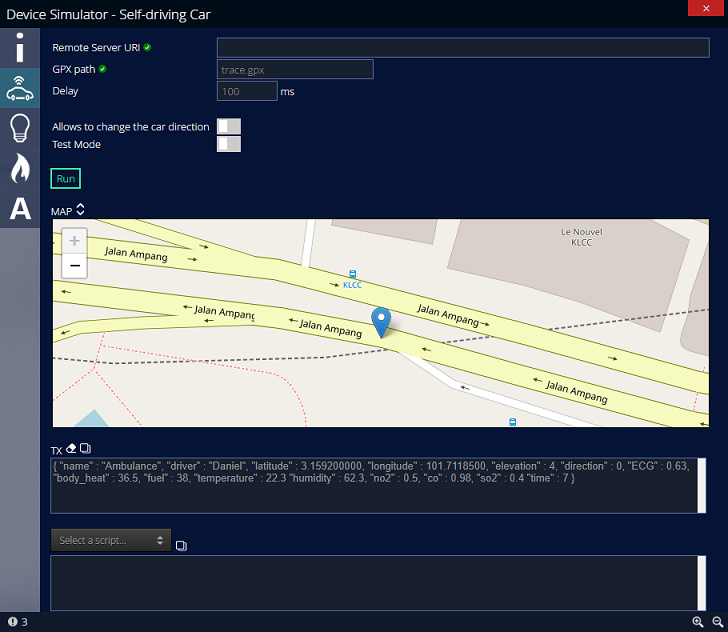 Device Simulator - Self-driving Car
Remote Server URI
GPX path
trace.gpx
Delay
100
ms
Allows to change the car direction
Test Mode
Run
MAP
+
−
Jalan Ampang
Le Nouvel
KLCC
KLCC
Jalan Ampang
Jalan Ampang
Jalan Ampang
Jalan Ampang
TX
{ "name" : "Ambulance", "driver" : "Daniel", "latitude" : 3.159200000, "longitude" : 101.7118500, "elevation" : 4, "direction" : 0, "ECG" : 0.63,
"body_heat" : 36.5, "fuel" : 38, "temperature" : 22.3 "humidity" : 62.3, "no2" : 0.5, "co" : 0.98, "so2" : 0.4 "time" : 7 }
Select a script...
3
A